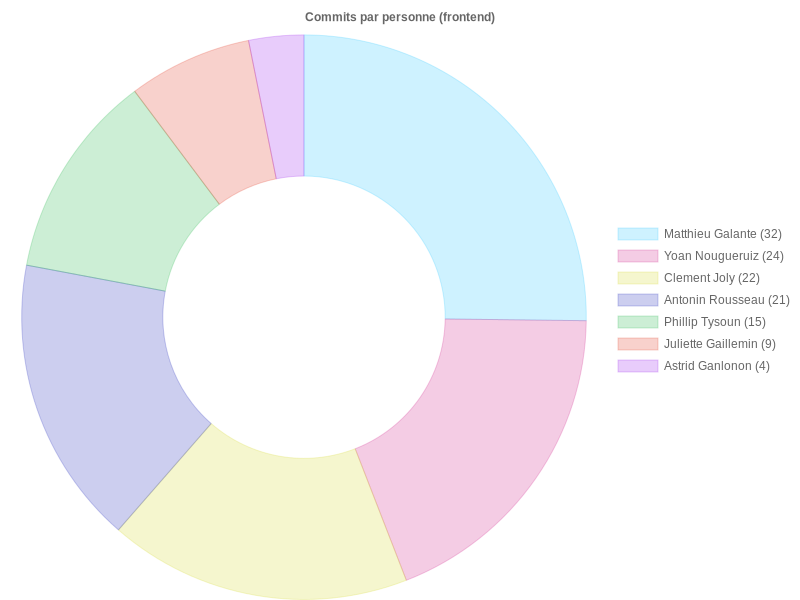 Commits par personne (frontend)
Matthieu Galante (32)
Yoan Nougueruiz (24)
Clement Joly (22)
Antonin Rousseau (21)
Phillip Tysoun (15)
Juliette Gaillemin (9)
Astrid Ganlonon (4)